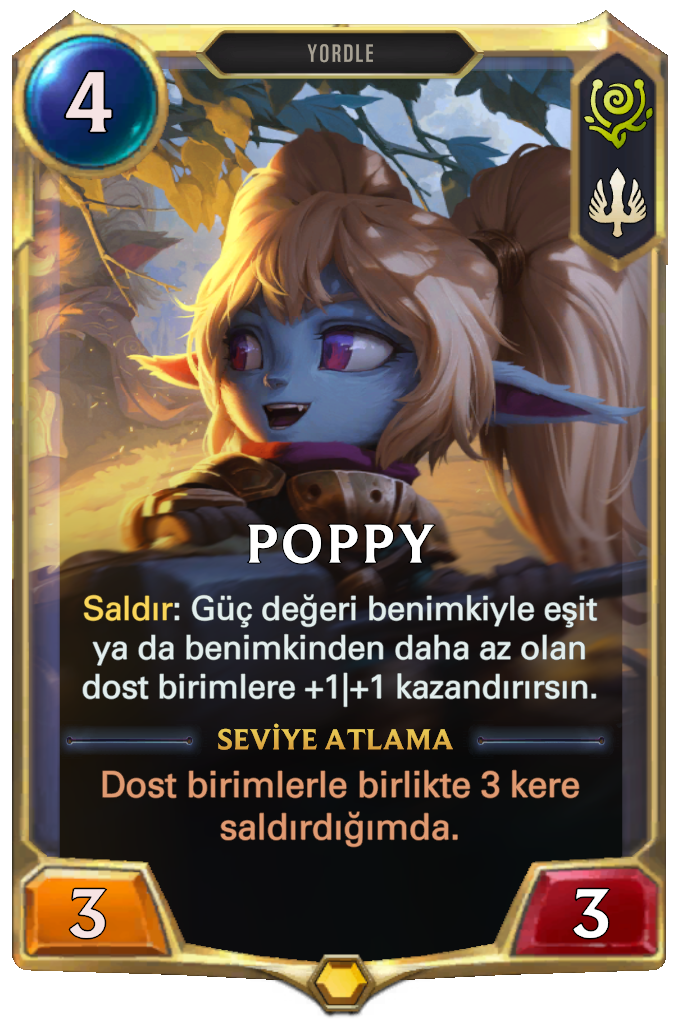 YORDLE
4
POPPY
Saldır: Güç değeri benimkiyle eşit
ya da benimkinden daha az olan
dost birimlere +1|+1 kazandırırsın.
SEVİYE ATLAMA
Dost birimlerle birlikte 3 kere
saldırdığımda.
3
3